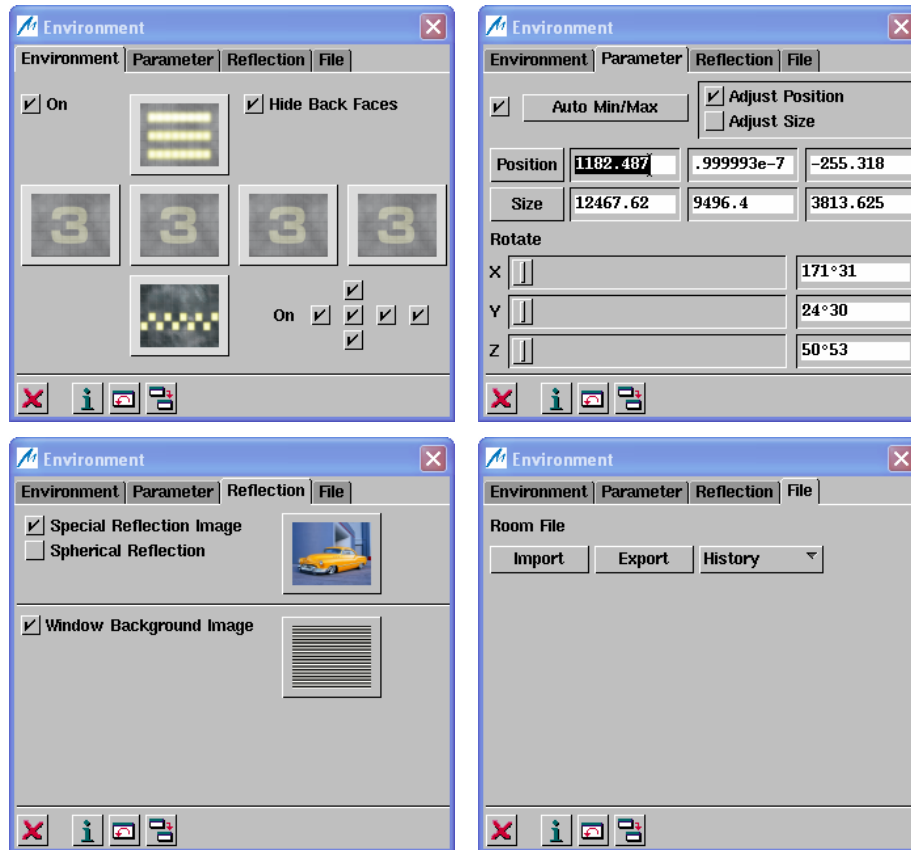 Environment
Environment Parameter Reflection File
On
Hide Back Faces
3 3 3 3
On
Environment
Environment Parameter Reflection File
Auto Min/Max
Adjust Position
Adjust Size
Position 1182.487 .999993e-7 -255.318
Size 12467.62 9496.4 3813.625
Rotate
X 171°31
Y 24°30
Z 50°53
Environment
Environment Parameter Reflection File
Special Reflection Image
Spherical Reflection
Window Background Image
Environment
Environment Parameter Reflection File
Room File
Import Export History